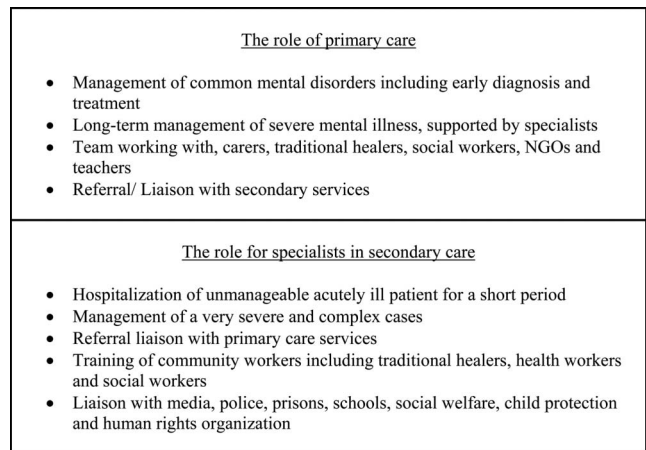 The role of primary care
• Management of common mental disorders including early diagnosis and
treatment
• Long-term management of severe mental illness, supported by specialists
• Team working with, carers, traditional healers, social workers, NGOs and
teachers
• Referral/ Liaison with secondary services
The role for specialists in secondary care
• Hospitalization of unmanageable acutely ill patient for a short period
• Management of a very severe and complex cases
• Referral liaison with primary care services
• Training of community workers including traditional healers, health workers
and social workers
• Liaison with media, police, prisons, schools, social welfare, child protection
and human rights organization